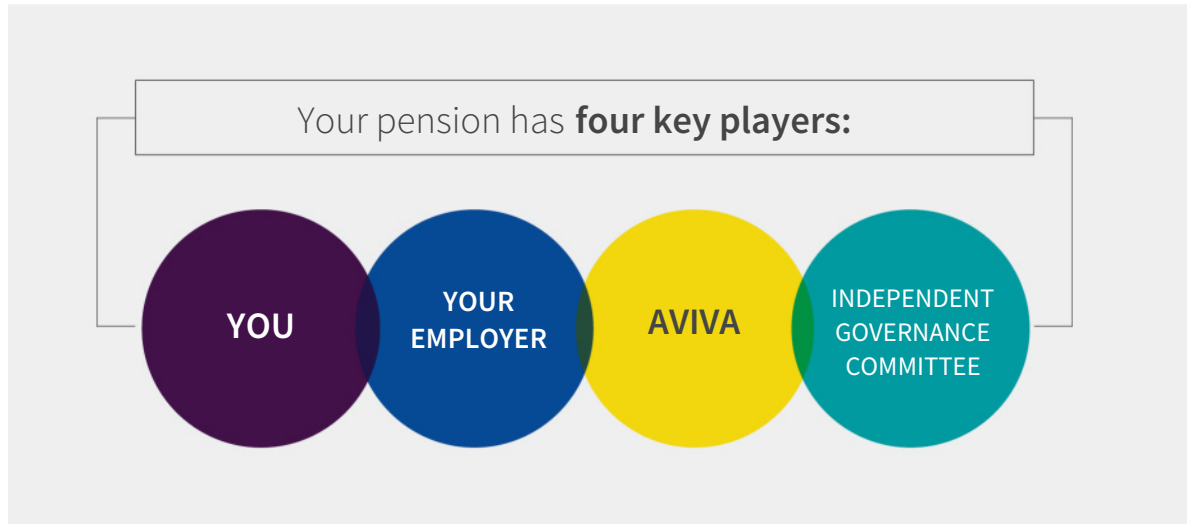 Your pension has four key players:
YOU
YOUR
EMPLOYER
AVIVA
INDEPENDENT
GOVERNANCE
COMMITTEE